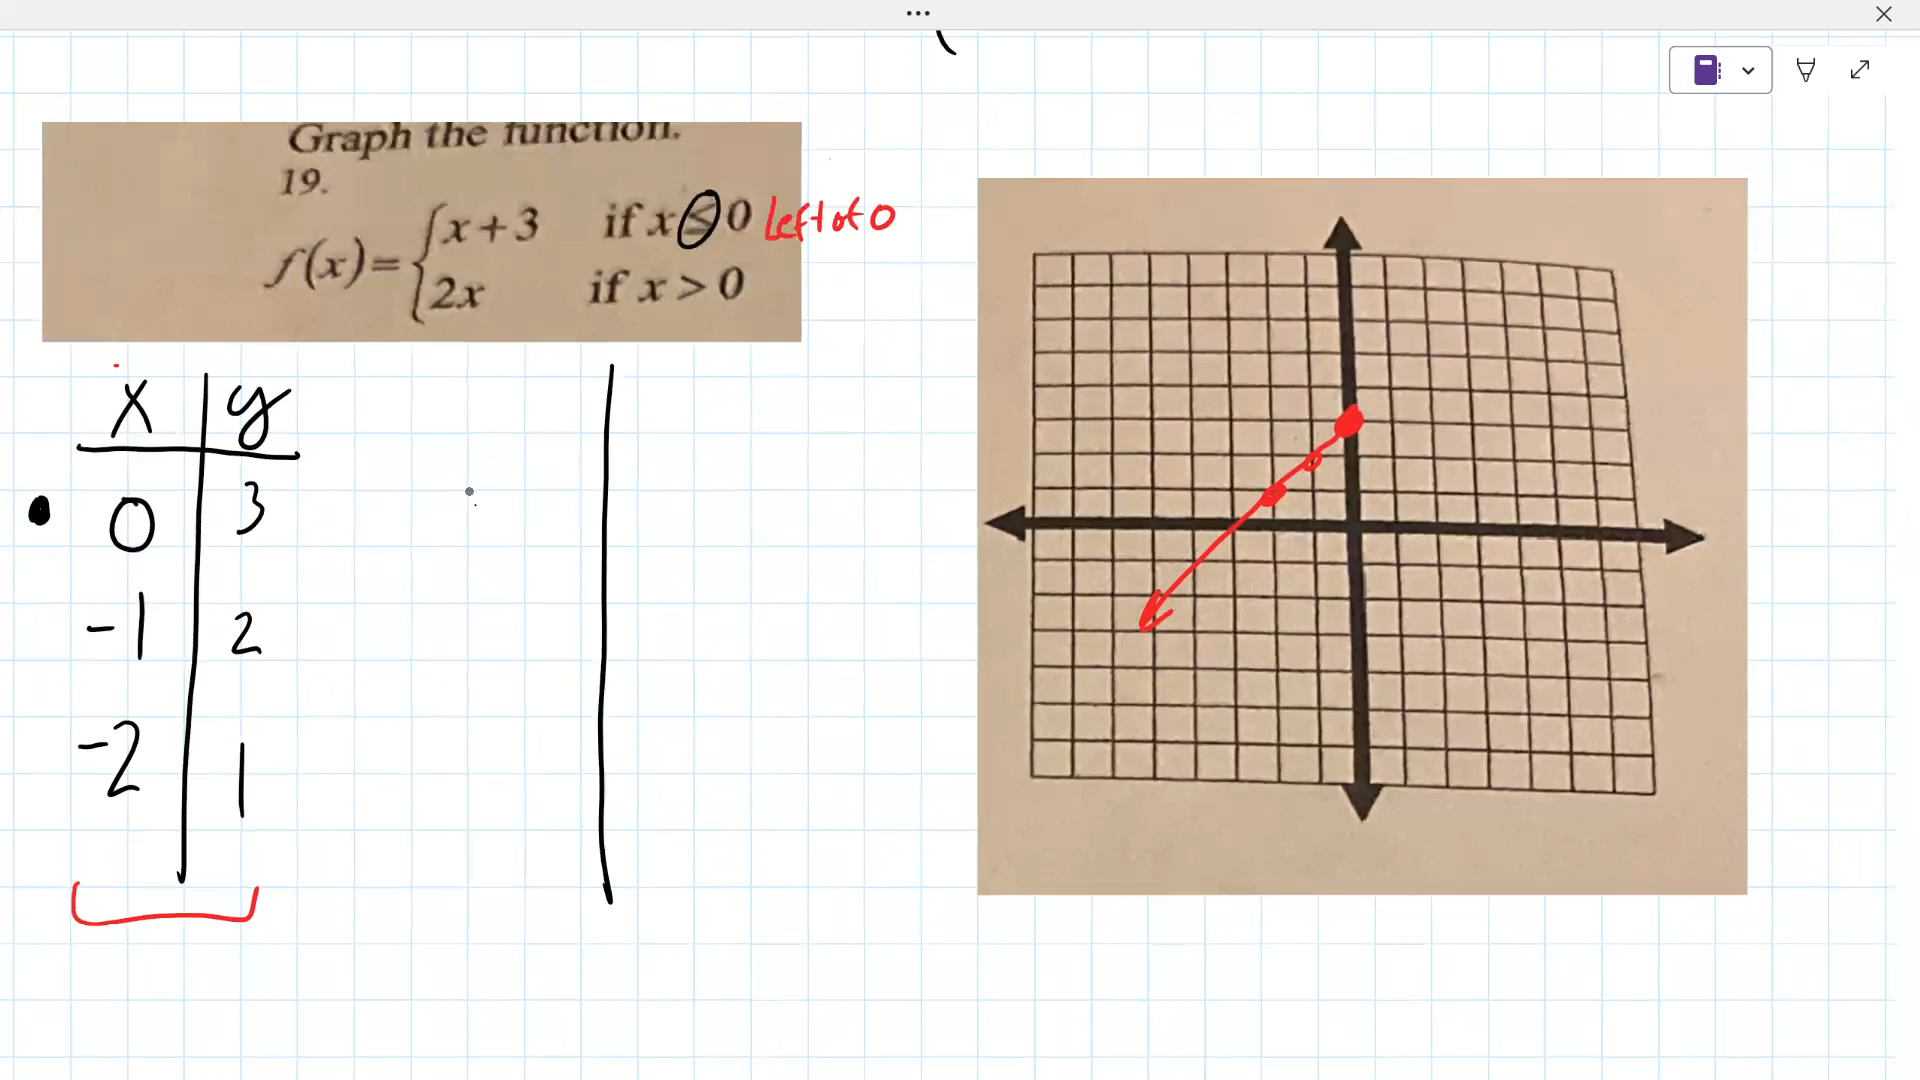 Graph the function.
19.
f(x)= {x+3 if x ≤ 0 Left of 0
2x if x > 0
x y
0 3
-1 2
-2 1